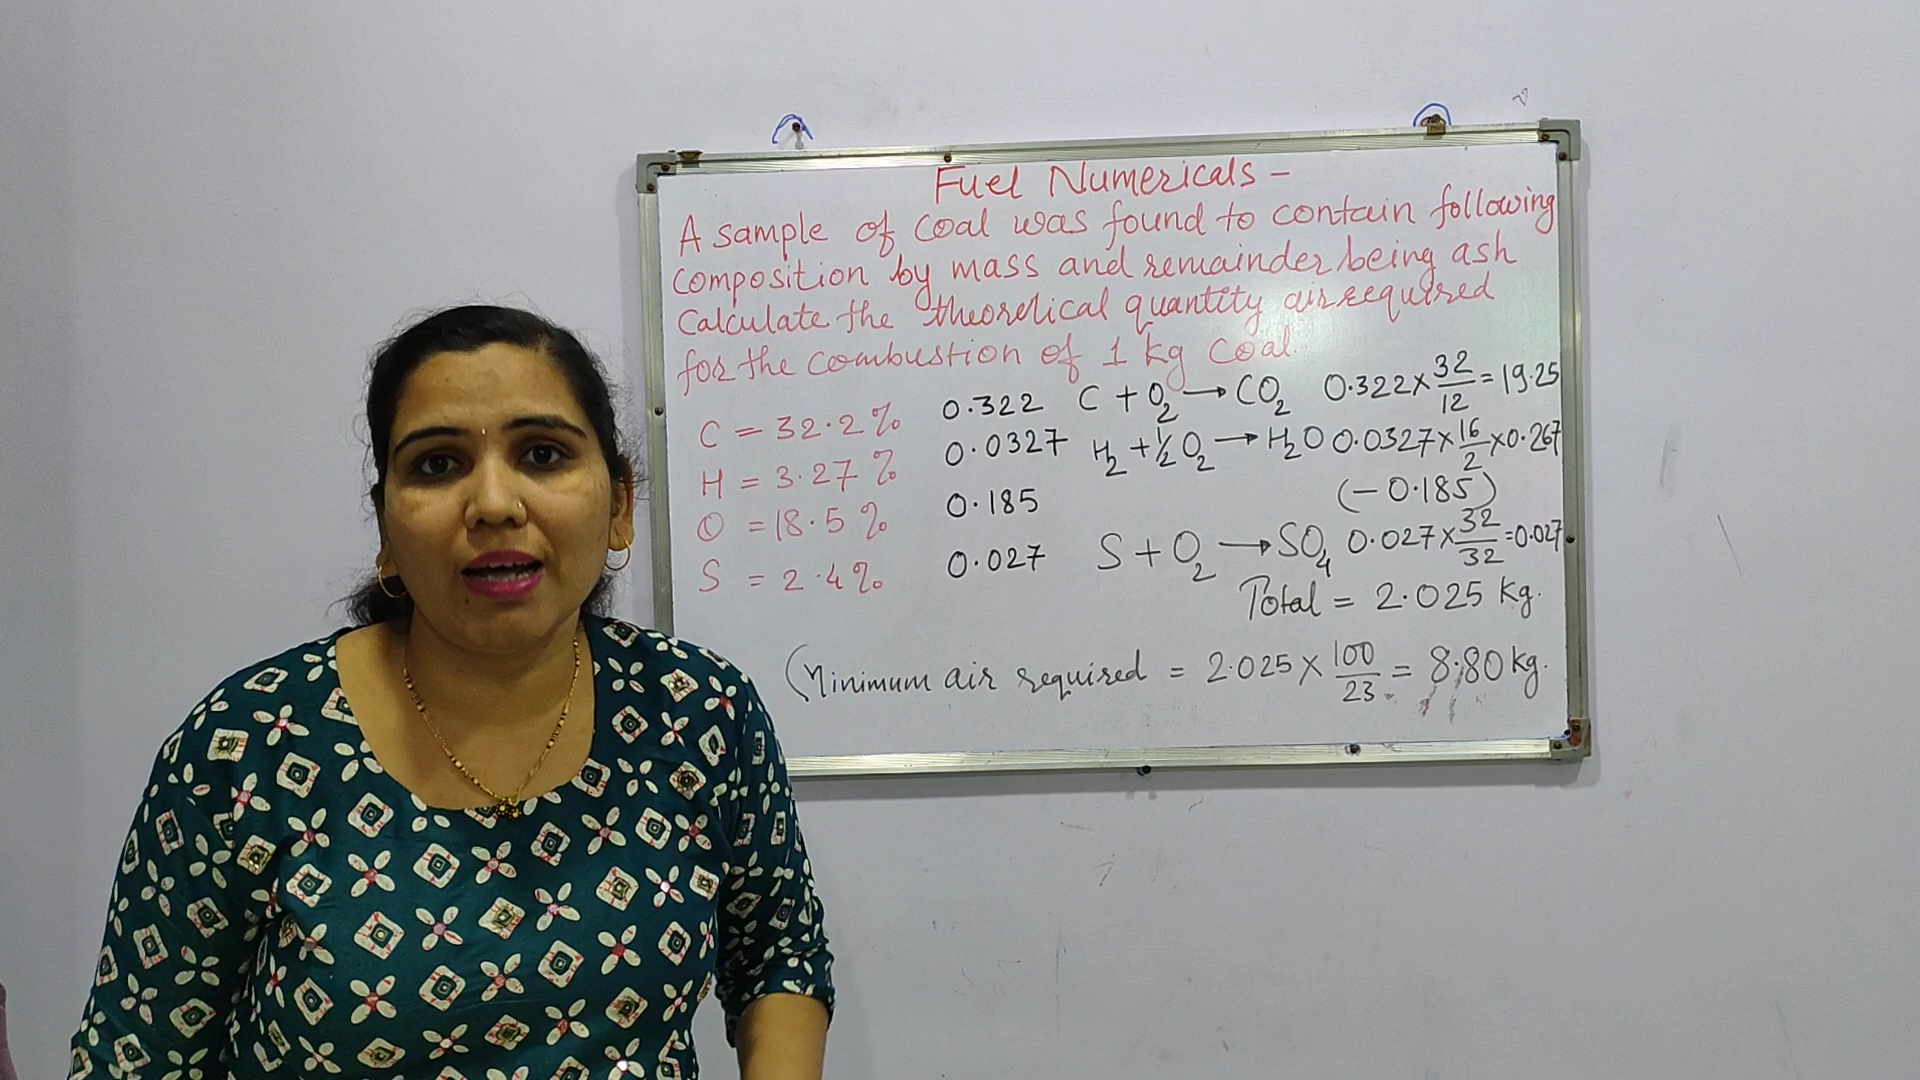 Fuel Numericals -
A sample of coal was found to contain following
composition by mass and remainder being ash
Calculate the theoretical quantity air required
for the combustion of 1 kg coal.
C = 32.2% 0.322 C + O₂ → CO₂ 0.322 × 32/12 = 19.25
H = 3.27 % 0.0327 H₂ + ½O₂ → H₂O 0.0327 × 16/2 × 0.267
(- 0.185)
O = 18.5 % 0.185
S = 2.4% 0.027 S + O₂ → SO₄ 0.027 × 32/32 = 0.027
Total = 2.025 kg.
Minimum air required = 2.025 × 100/23 = 8.80 kg.